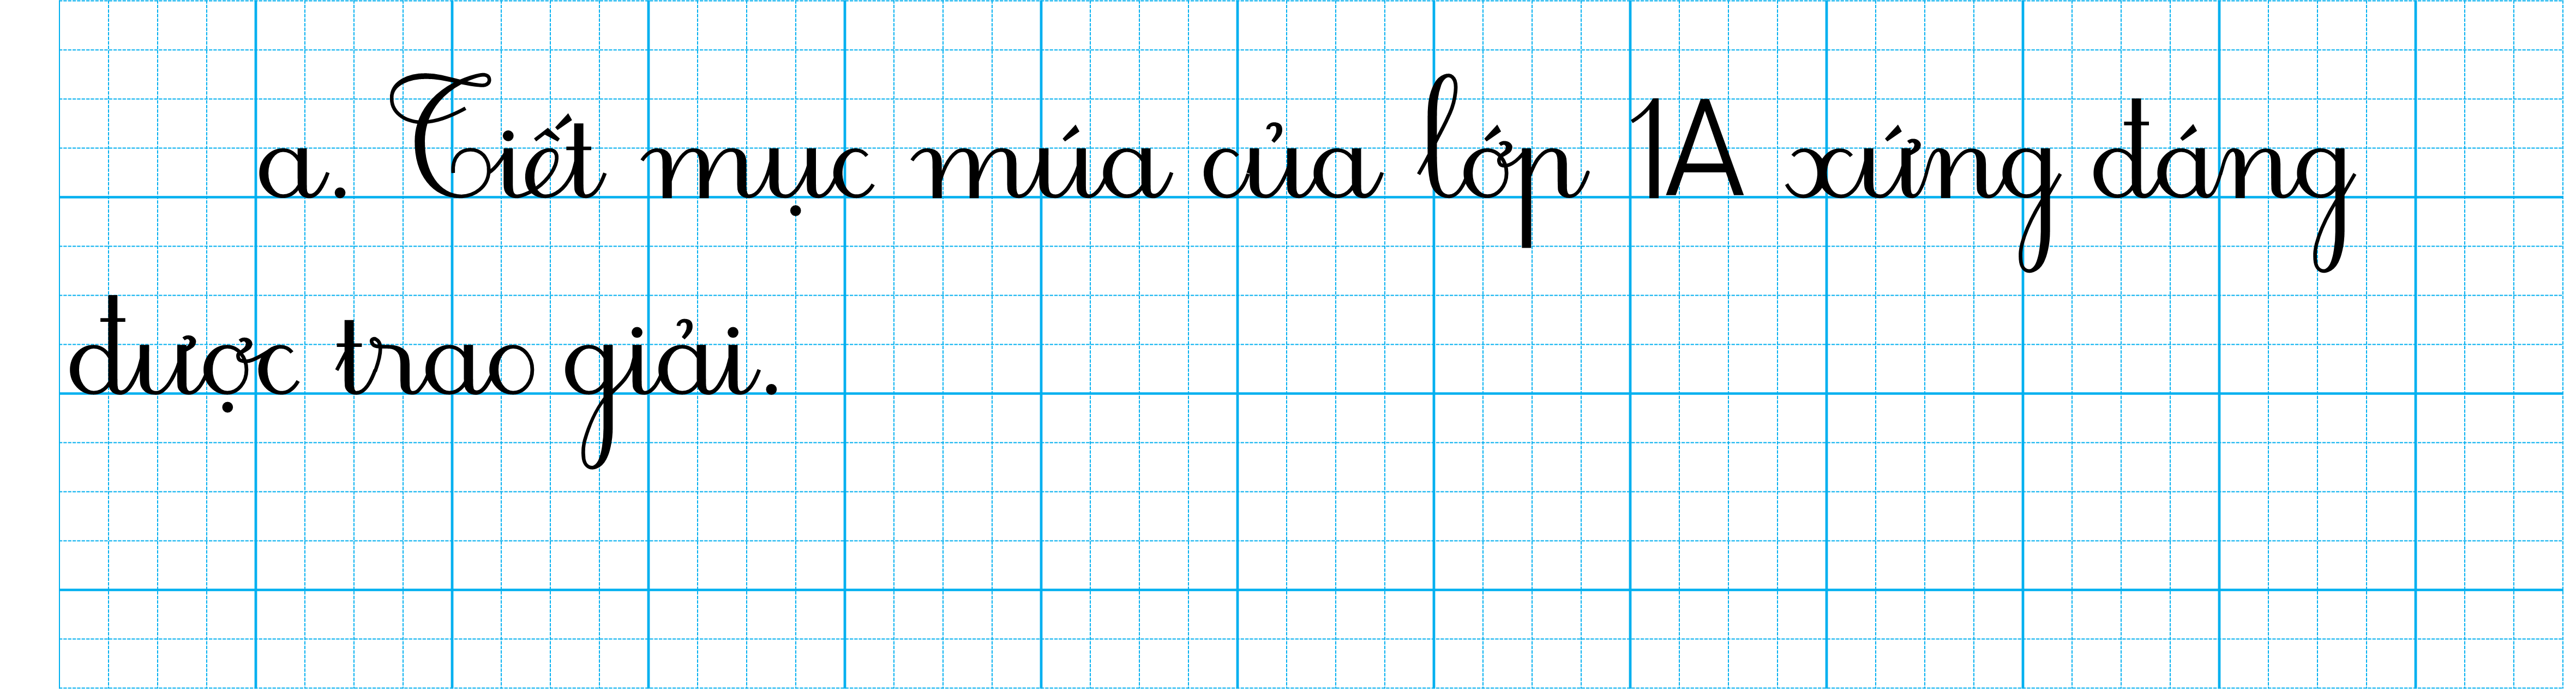 a. Tiết mục múa của lớp 1A xứng đáng
được trao giải.